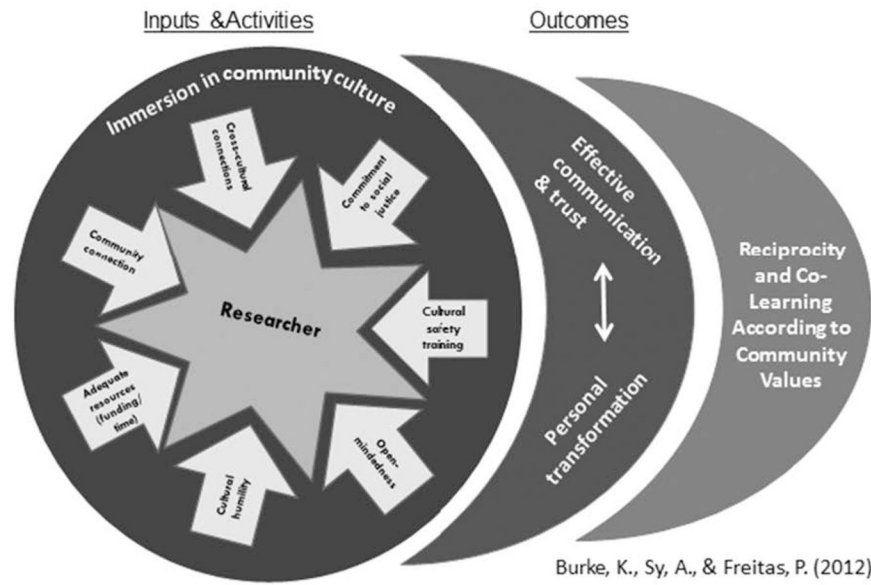 Inputs &Activities
Outcomes
Immersion in community culture
Cross-cultural
connections
Commitment
to social
justice
Community
connection
Researcher
Cultural
safety
training
Adequate
resources
(funding/
time)
Cultural
humility
Open-
mindedness
Effective
communication
& trust
Personal
transformation
Reciprocity
and Co-
Learning
According to
Community
Values
Burke, K., Sy, A., & Freitas, P. (2012)